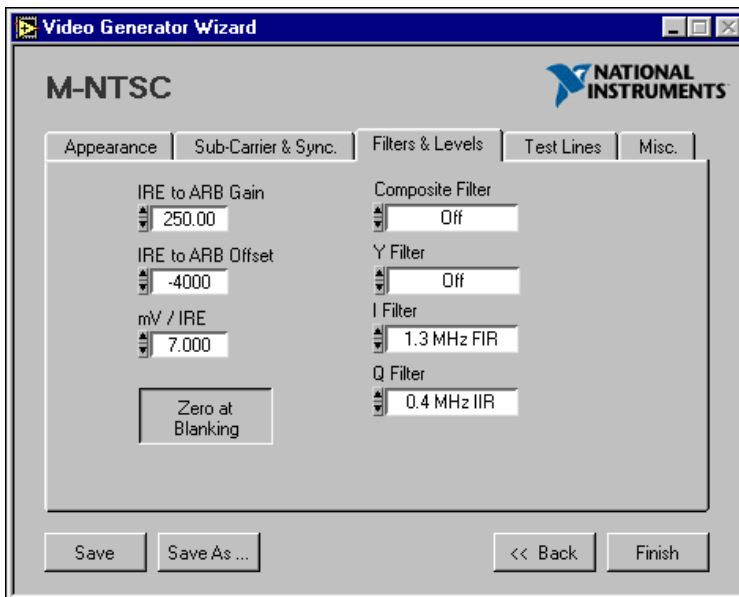 Video Generator Wizard
M-NTSC
NATIONAL
INSTRUMENTS
Appearance
Sub-Carrier & Sync.
Filters & Levels
Test Lines
Misc.
IRE to ARB Gain
250.00
IRE to ARB Offset
-4000
mV / IRE
7.000
Zero at
Blanking
Composite Filter
Off
Y Filter
Off
I Filter
1.3 MHz FIR
Q Filter
0.4 MHz IIR
Save
Save As ...
<< Back
Finish